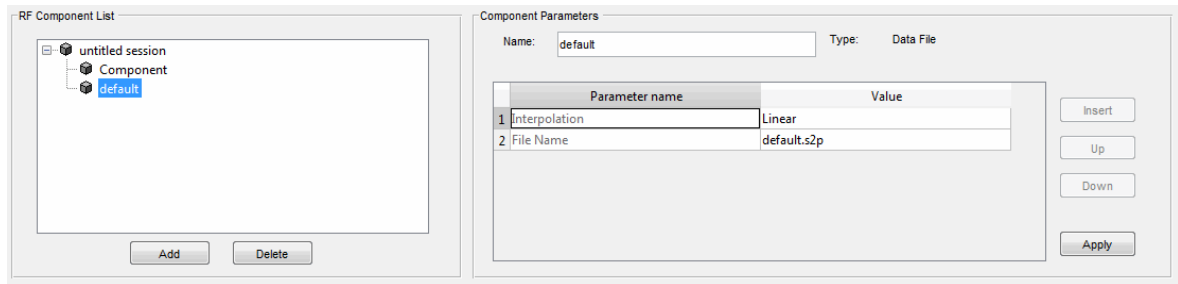 RF Component List
untitled session
Component
default
Add Delete
Component Parameters
Name: default Type: Data File
Parameter name Value
1 Interpolation Linear
2 File Name default.s2p
Insert
Up
Down
Apply